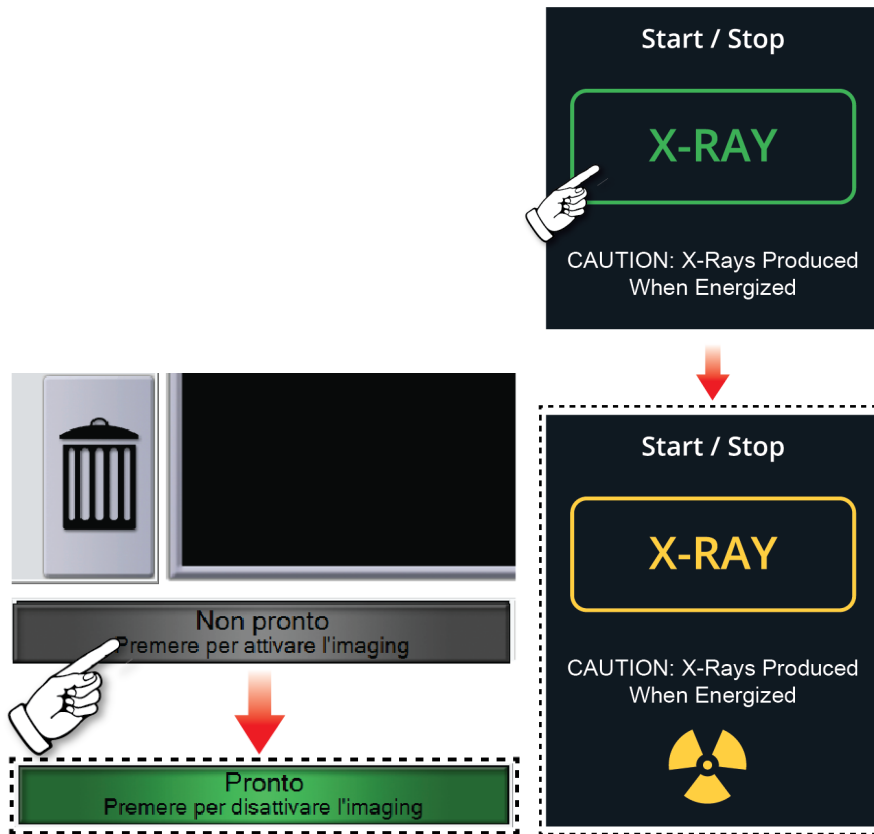 Start / Stop
X-RAY
CAUTION: X-Rays Produced
When Energized
Non pronto
Premere per attivare l'imaging
Pronto
Premere per disattivare l'imaging
Start / Stop
X-RAY
CAUTION: X-Rays Produced
When Energized